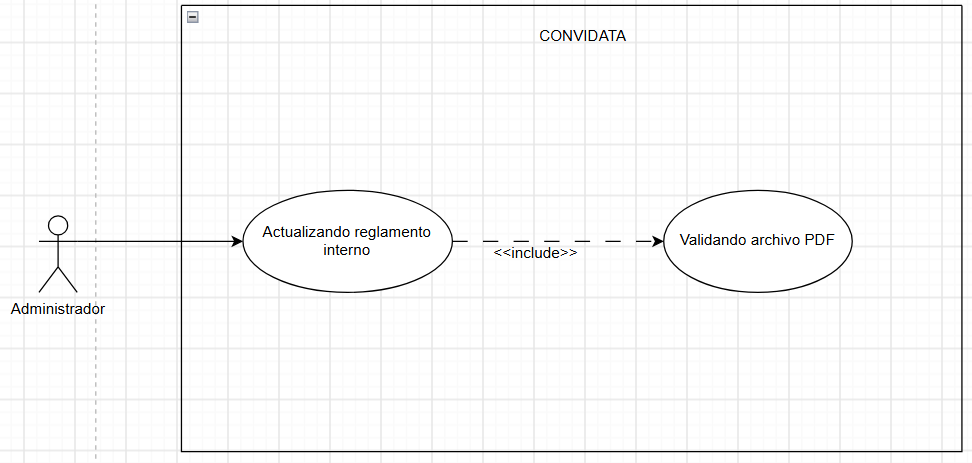 CONVIDATA
Actualizando reglamento
interno
<<include>>
Validando archivo PDF
Administrador